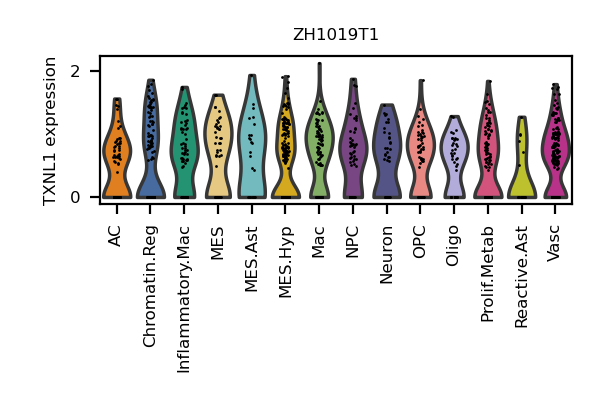 ZH1019T1
TXNL1 expression
2
0
AC
Chromatin.Reg
Inflammatory.Mac
MES
MES.Ast
MES.Hyp
Mac
NPC
Neuron
OPC
Oligo
Prolif.Metab
Reactive.Ast
Vasc